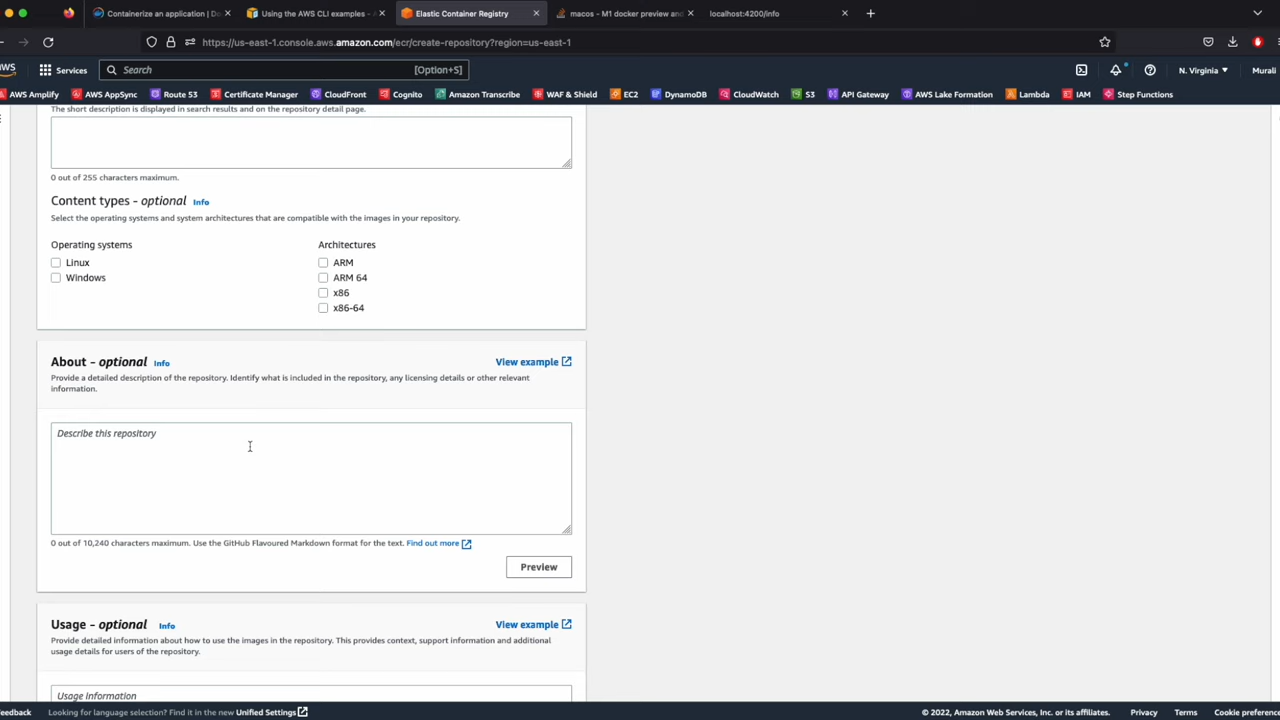 Containerize an application | De
Using the AWS CLI examples - A
Elastic Container Registry
macos - M1 docker preview and
localhost:4200/info
https://us-east-1.console.aws.amazon.com/ecr/create-repository?region=us-east-1
Services
Search
[Option+S]
N. Virginia
Murali
AWS Amplify
AWS AppSync
Route 53
Certificate Manager
CloudFront
Cognito
Amazon Transcribe
WAF & Shield
EC2
DynamoDB
CloudWatch
S3
API Gateway
AWS Lake Formation
Lambda
IAM
Step Functions
The short description is displayed in search results and on the repository detail page.
0 out of 255 characters maximum.
Content types - optional Info
Select the operating systems and system architectures that are compatible with the images in your repository.
Operating systems
Architectures
Linux
ARM
Windows
ARM 64
x86
x86-64
About - optional Info
View example
Provide a detailed description of the repository. Identify what is included in the repository, any licensing details or other relevant
information.
Describe this repository
0 out of 10,240 characters maximum. Use the GitHub Flavoured Markdown format for the text. Find out more
Preview
Usage - optional Info
View example
Provide detailed information about how to use the images in the repository. This provides context, support information and additional
usage details for users of the repository.
Usage Information
Looking for language selection? Find it in the new Unified Settings
© 2022, Amazon Web Services, Inc. or its affiliates.
Privacy
Terms
Cookie preferenc